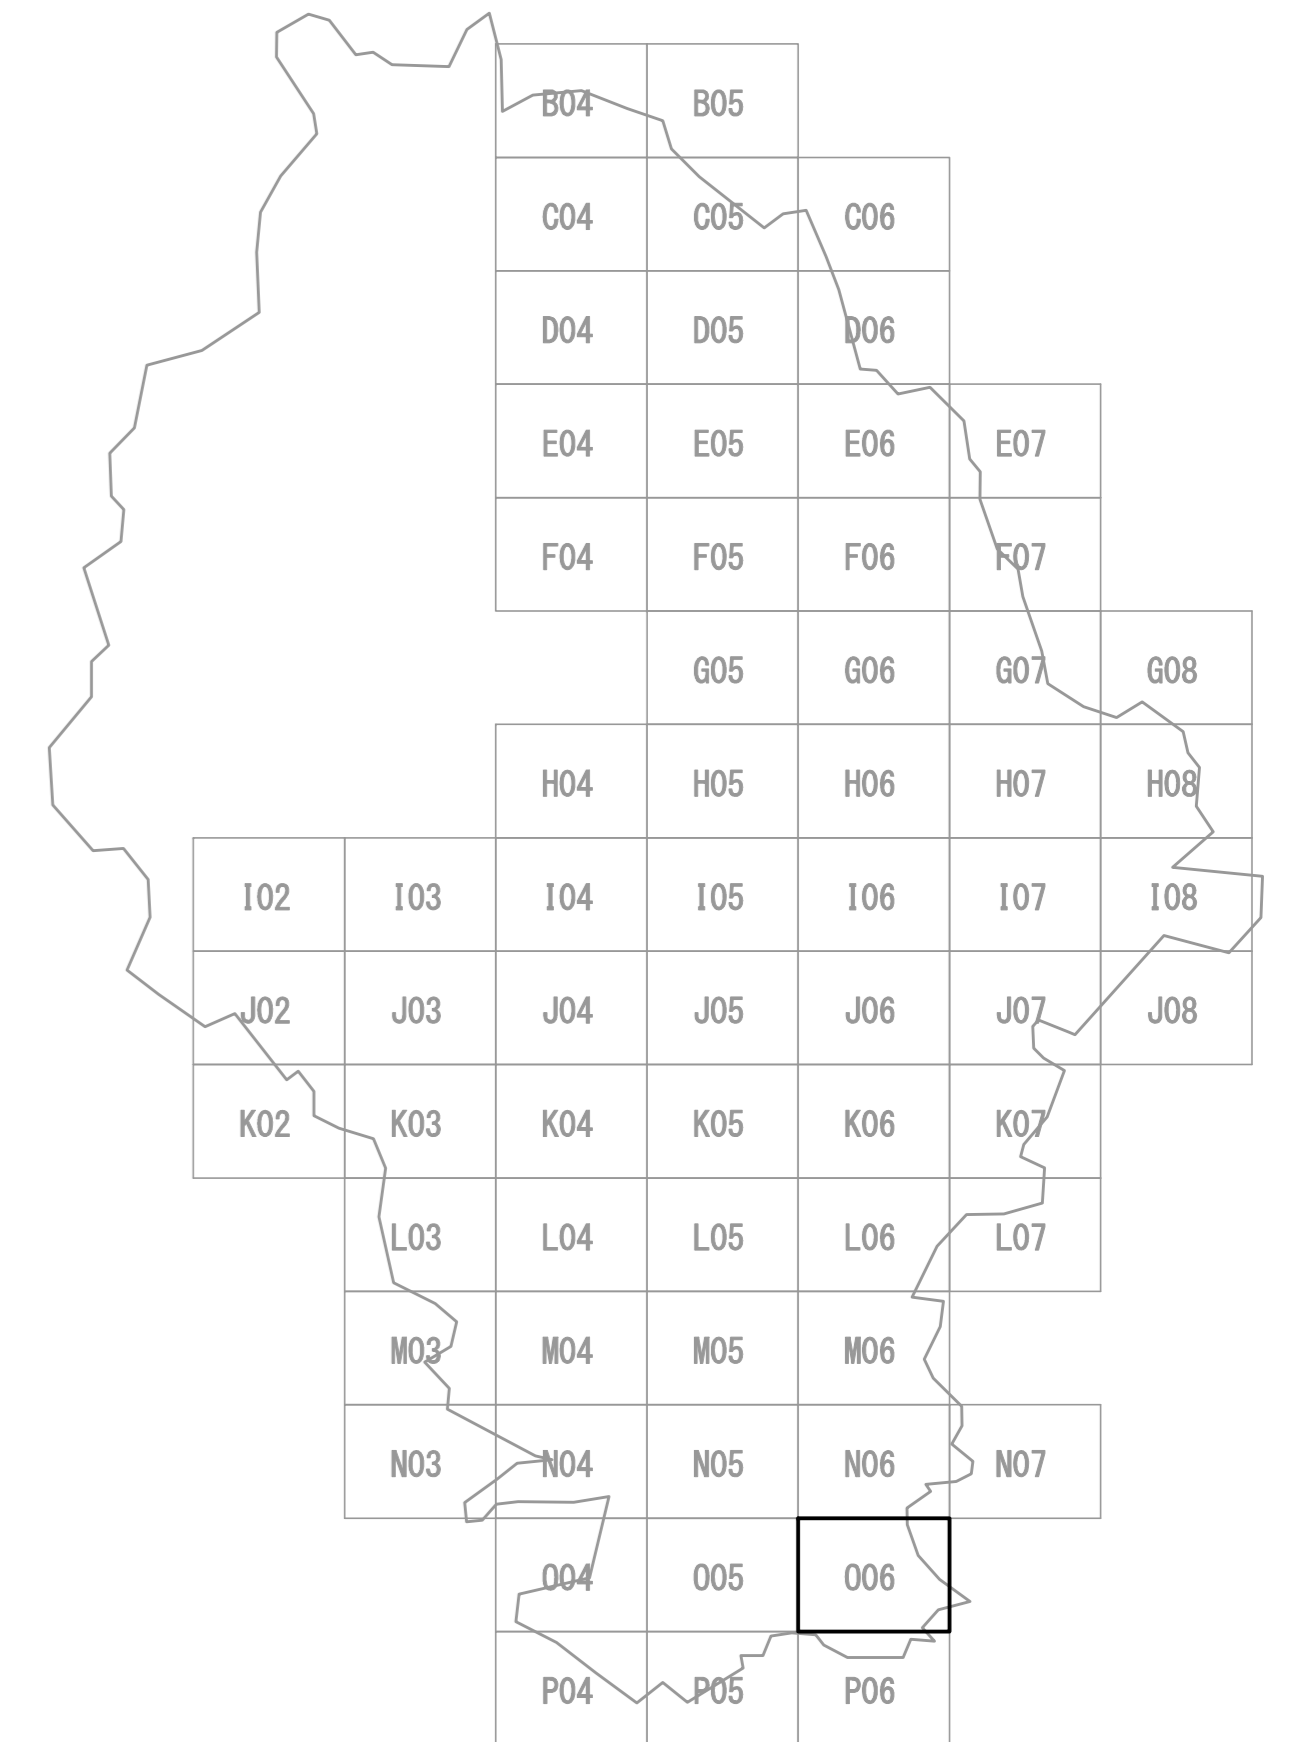 B04 B05
C04 C05 C06
D04 D05 D06
E04 E05 E06 E07
F04 F05 F06 F07
G05 G06 G07 G08
H04 H05 H06 H07 H08
I02 I03 I04 I05 I06 I07 I08
J02 J03 J04 J05 J06 J07 J08
K02 K03 K04 K05 K06 K07
L03 L04 L05 L06 L07
M03 M04 M05 M06
N03 N04 N05 N06 N07
O04 O05 O06
P04 P05 P06